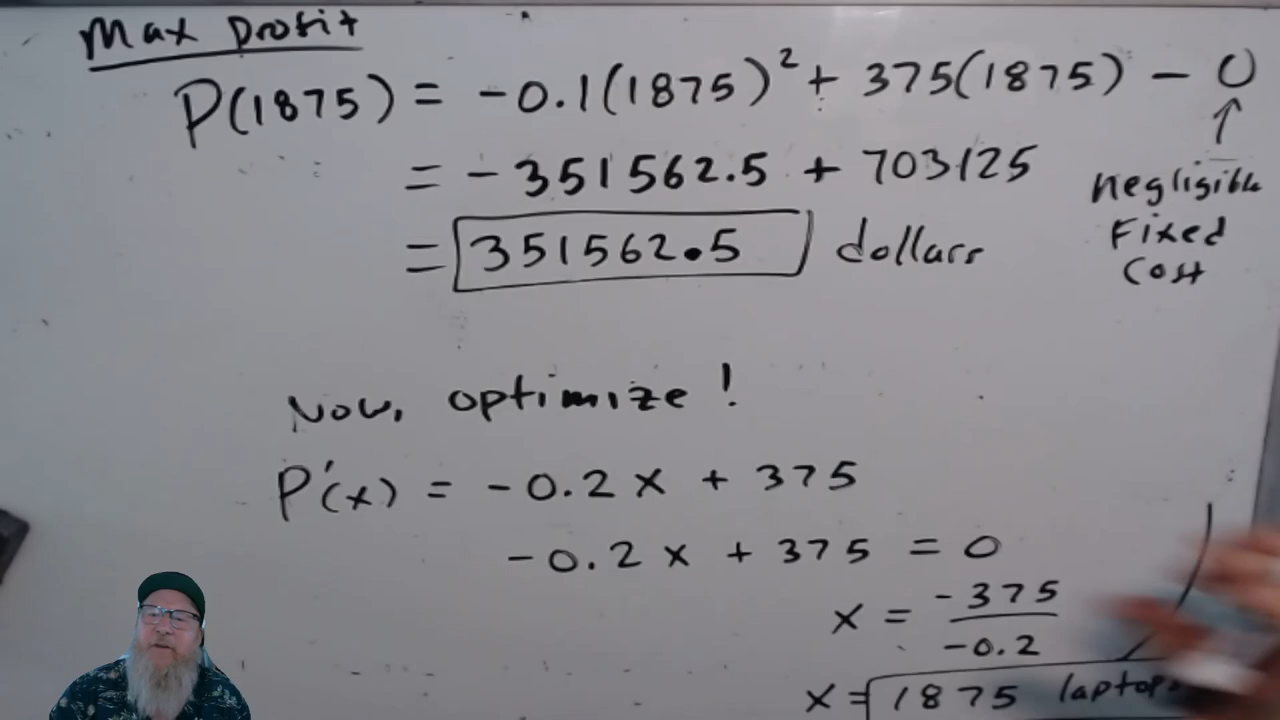 Max Profit
P(1875) = -0.1(1875)² + 375(1875) - 0
↑
= -351562.5 + 703125
negligible
= 351562.5 dollars
Fixed
Cost
Now, optimize!
P'(x) = -0.2x + 375
-0.2x + 375 = 0
x = -375/-0.2
x = 1875 laptops